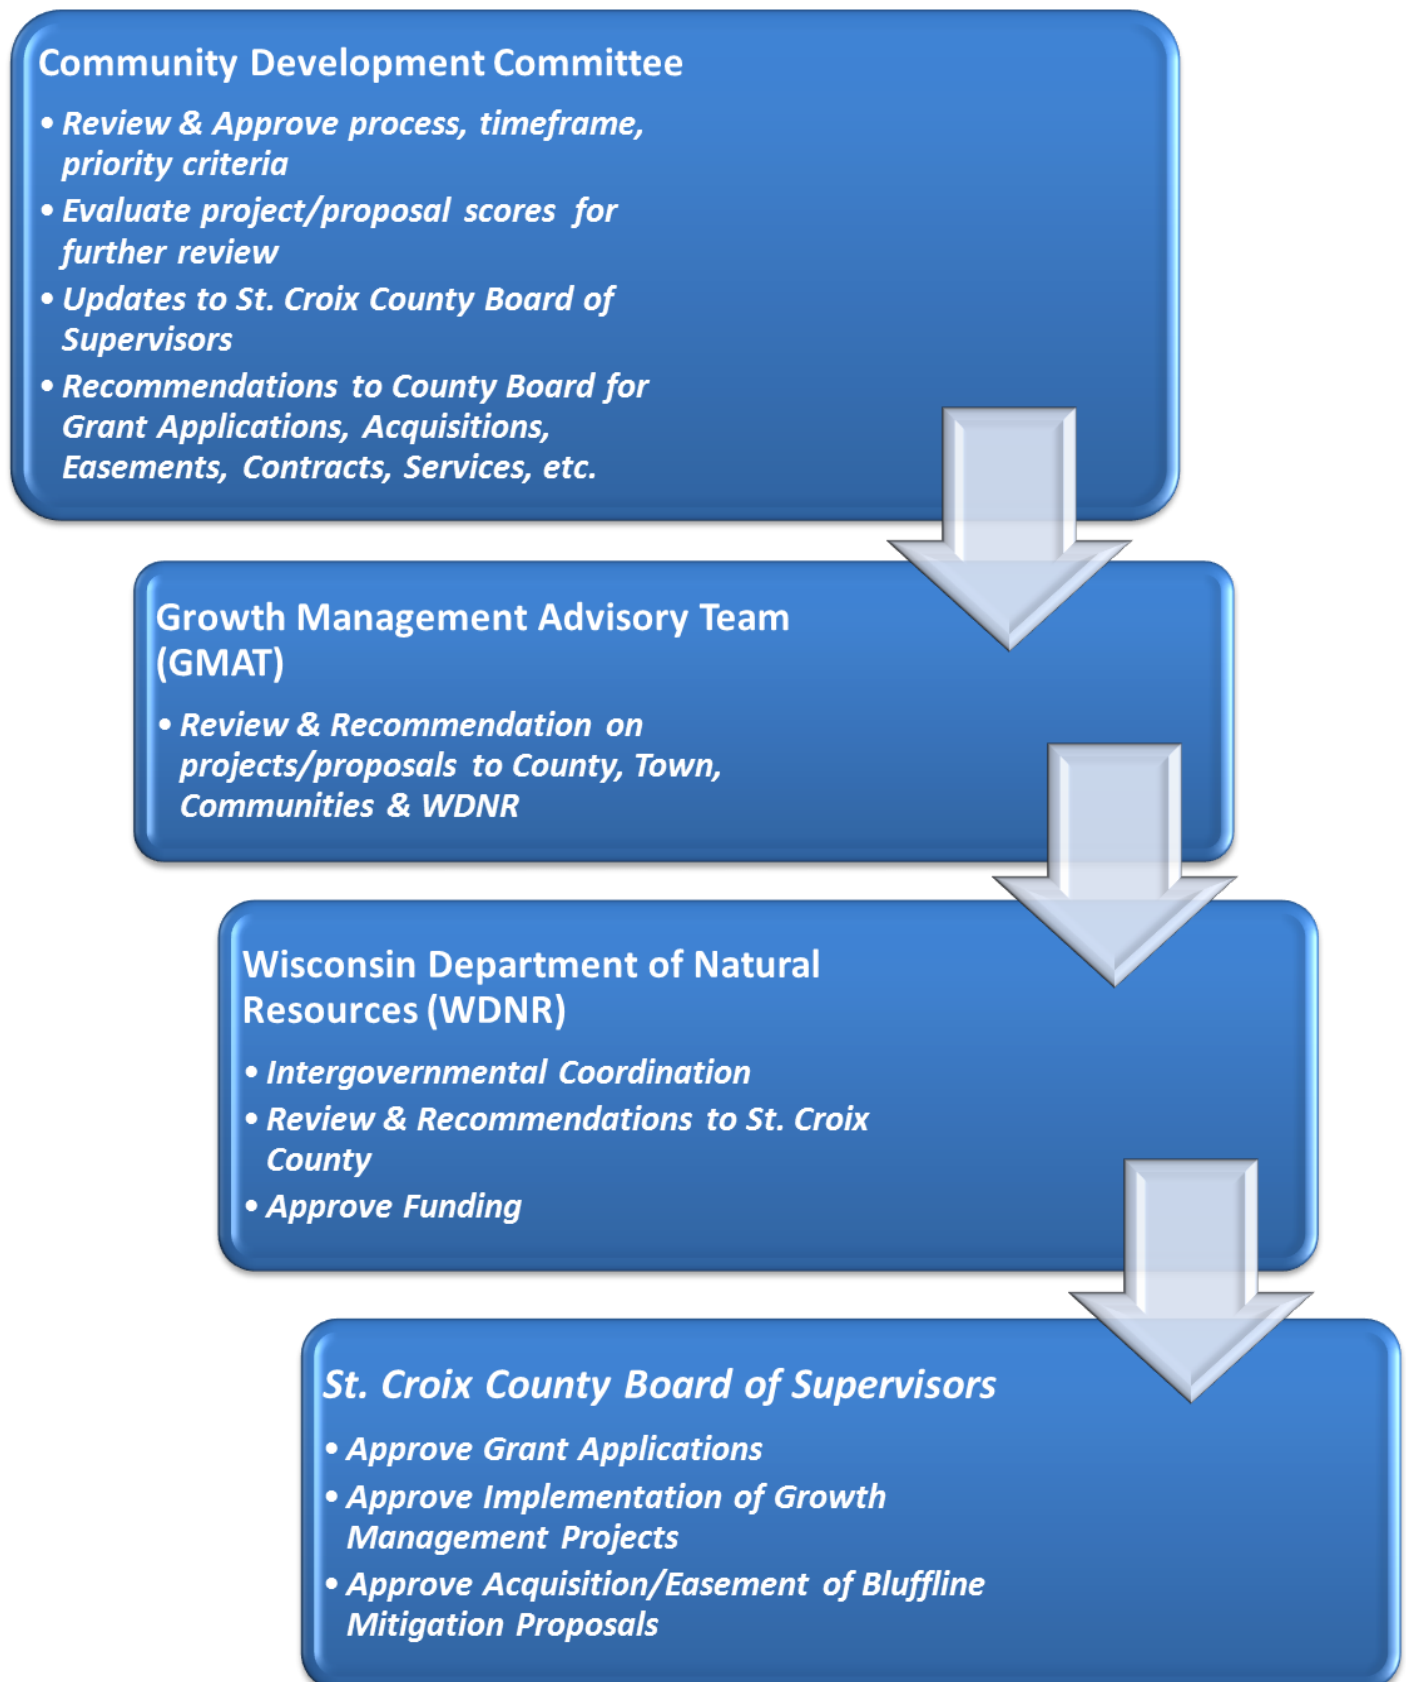 Community Development Committee
• Review & Approve process, timeframe,
priority criteria
• Evaluate project/proposal scores for
further review
• Updates to St. Croix County Board of
Supervisors
• Recommendations to County Board for
Grant Applications, Acquisitions,
Easements, Contracts, Services, etc.
Growth Management Advisory Team
(GMAT)
• Review & Recommendation on
projects/proposals to County, Town,
Communities & WDNR
Wisconsin Department of Natural
Resources (WDNR)
• Intergovernmental Coordination
• Review & Recommendations to St. Croix
County
• Approve Funding
St. Croix County Board of Supervisors
• Approve Grant Applications
• Approve Implementation of Growth
Management Projects
• Approve Acquisition/Easement of Bluffline
Mitigation Proposals